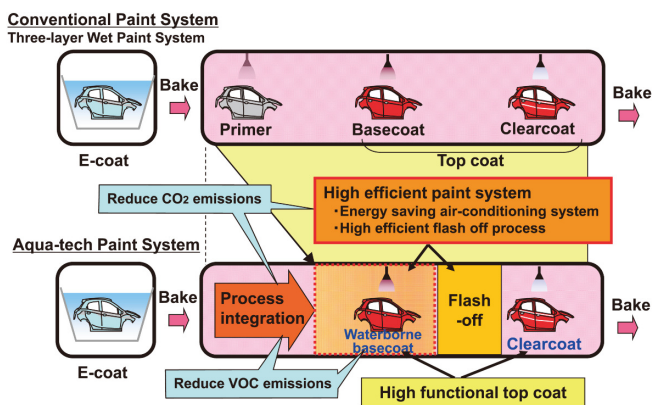 Conventional Paint System
Three-layer Wet Paint System
Bake
Bake
Primer
Basecoat
Clearcoat
E-coat
Top coat
Reduce CO2 emissions
High efficient paint system
・Energy saving air-conditioning system
・High efficient flash off process
Aqua-tech Paint System
Bake
Process
integration
Flash
-off
Bake
Waterborne
basecoat
Clearcoat
E-coat
Reduce VOC emissions
High functional top coat